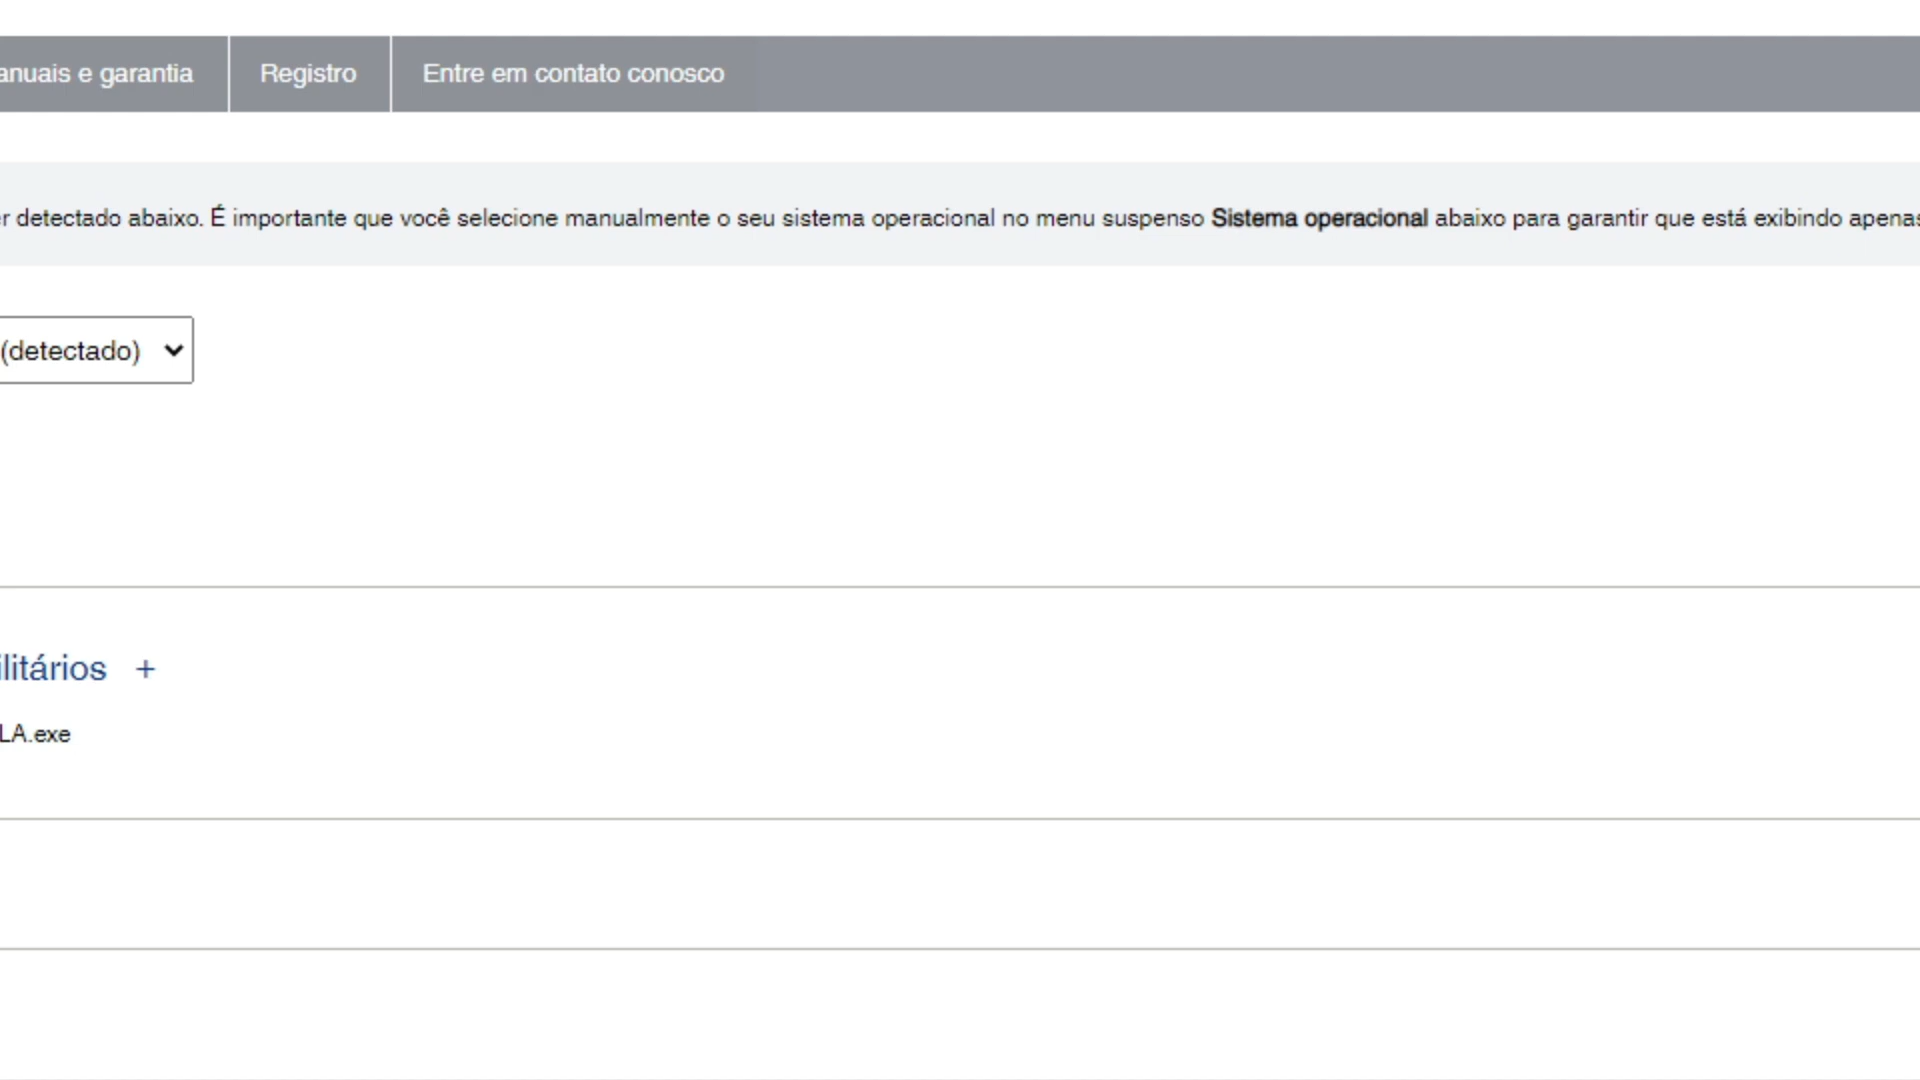 anuais e garantia Registro Entre em contato conosco
r detectado abaixo. É importante que você selecione manualmente o seu sistema operacional no menu suspenso Sistema operacional abaixo para garantir que está exibindo apenas
(detectado)
ilitários +
LA.exe